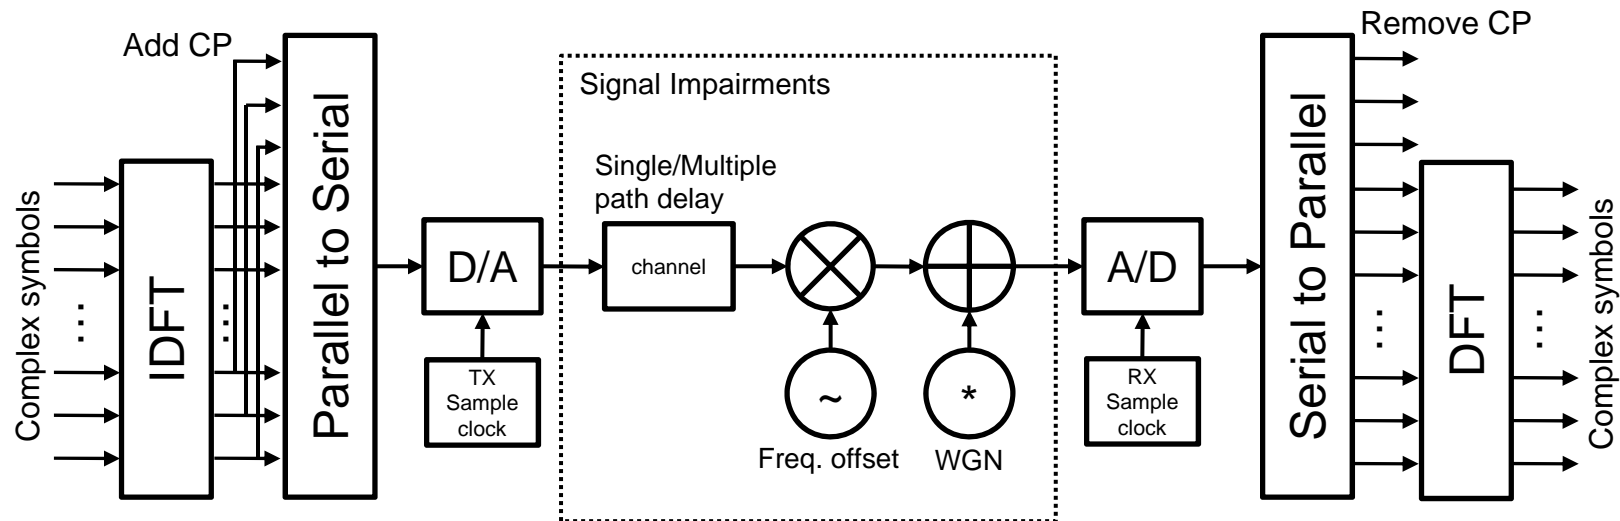 Add CP
Remove CP
Signal Impairments
Single/Multiple
path delay
Complex symbols
...
IDFT
...
Parallel to Serial
D/A
TX
Sample
clock
channel
~
Freq. offset
*
WGN
A/D
RX
Sample
clock
Serial to Parallel
...
DFT
...
Complex symbols